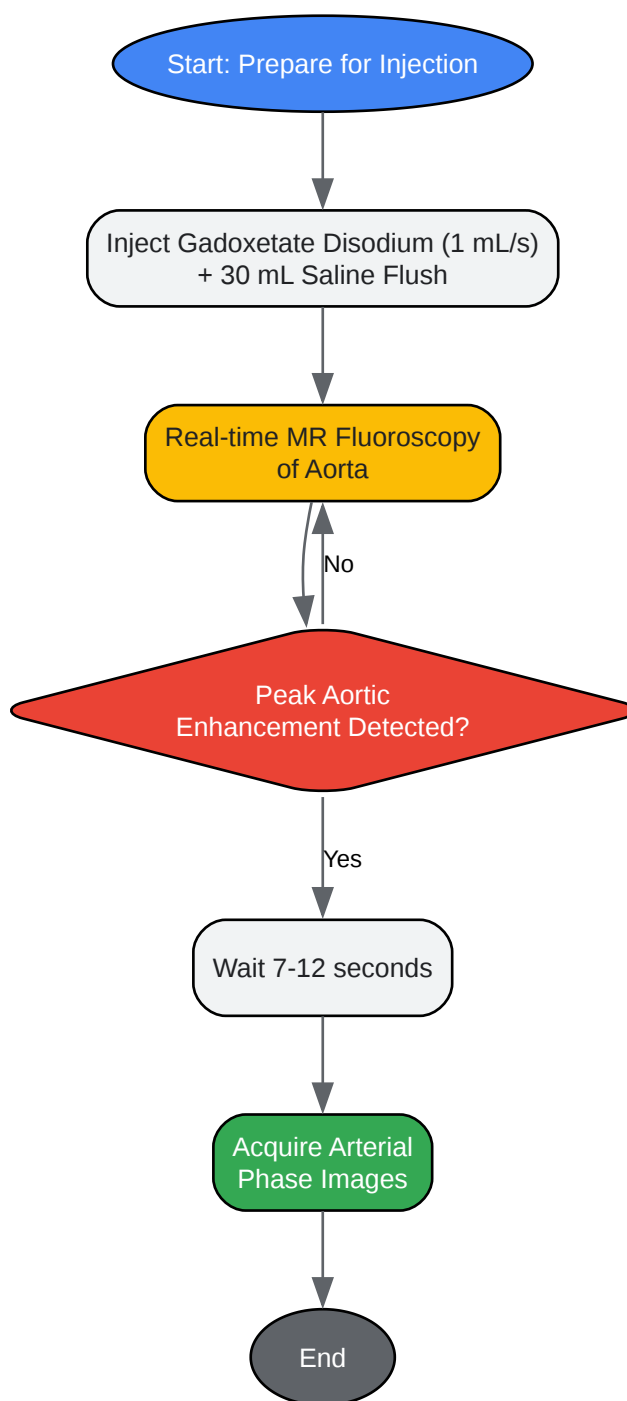 Start: Prepare for Injection
Inject Gadoxetate Disodium (1 mL/s)
+ 30 mL Saline Flush
Real-time MR Fluoroscopy
of Aorta
No
Peak Aortic
Enhancement Detected?
Yes
Wait 7-12 seconds
Acquire Arterial
Phase Images
End